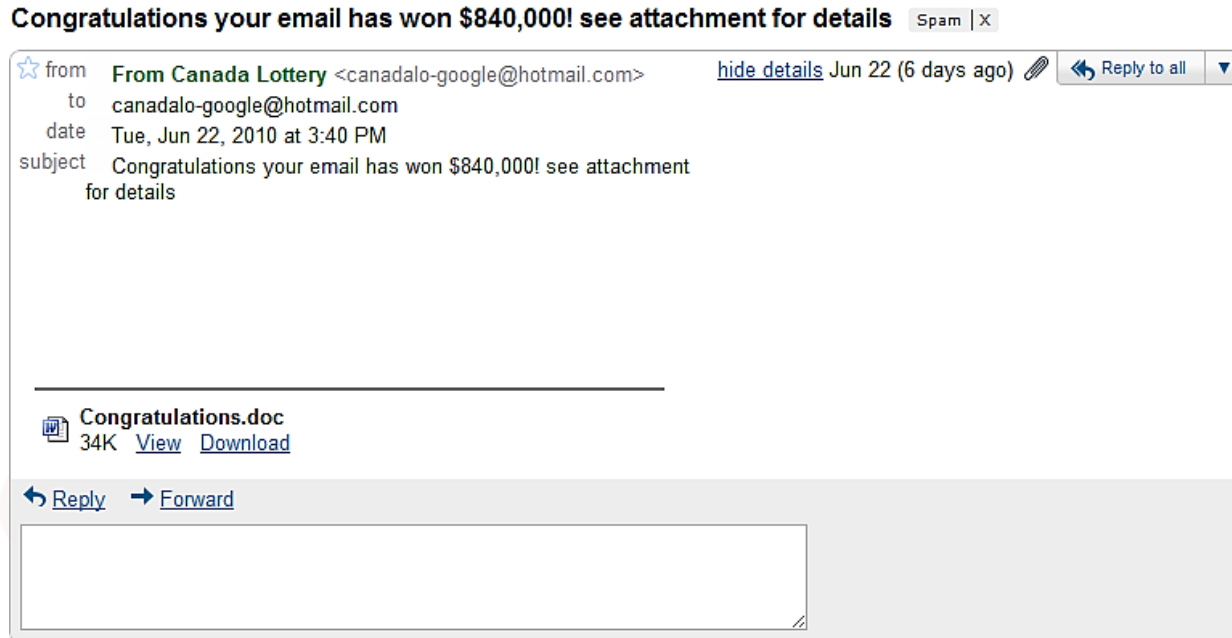 Congratulations your email has won $840,000! see attachment for details Spam | X
from From Canada Lottery <canadalo-google@hotmail.com> hide details Jun 22 (6 days ago) Reply to all
to canadalo-google@hotmail.com
date Tue, Jun 22, 2010 at 3:40 PM
subject Congratulations your email has won $840,000! see attachment
for details
Congratulations.doc
34K View Download
Reply Forward